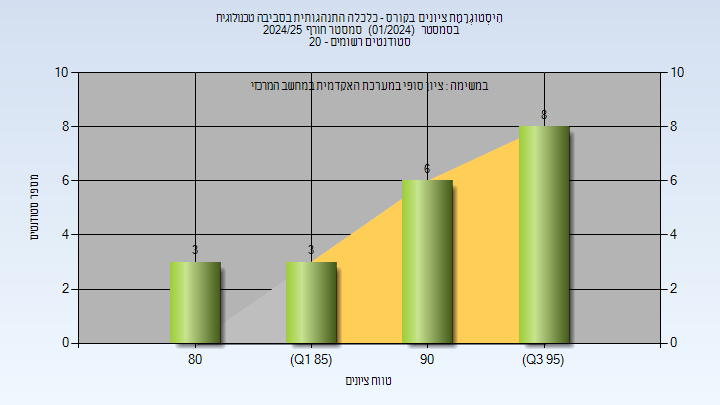 הִיסְטוֹגְרָמַת ציונים בקורס - כלכלה התנהגותית בסביבה טכנולוגית
בסמסטר (01/2024) סמסטר חורף 2024/25
סטודנטים רשומים - 20
במשימה : ציון סופי במערכת האקדמית במחשב המרכזי
10 10
8 8
6 6
4 4
2 2
0 0
3 3 6 8
מספר סטודנטים
80 (Q1 85) 90 (Q3 95)
טווח ציונים